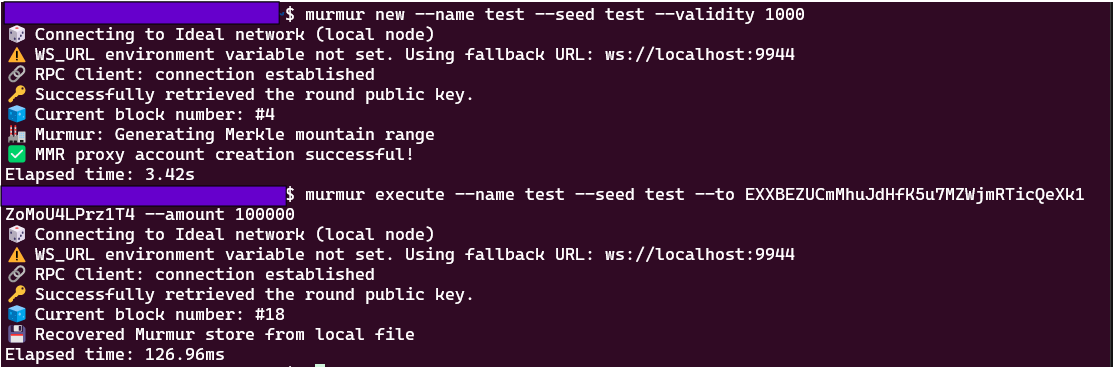 $ murmur new --name test --seed test --validity 1000
🎲 Connecting to Ideal network (local node)
⚠️ WS_URL environment variable not set. Using fallback URL: ws://localhost:9944
🔗 RPC Client: connection established
🔑 Successfully retrieved the round public key.
🧊 Current block number: #4
🏭 Murmur: Generating Merkle mountain range
✅ MMR proxy account creation successful!
Elapsed time: 3.42s
$ murmur execute --name test --seed test --to EXXBEZUCmMhuJdHfK5u7MZWjmRTicQeXk1
ZoMoU4LPrz1T4 --amount 100000
🎲 Connecting to Ideal network (local node)
⚠️ WS_URL environment variable not set. Using fallback URL: ws://localhost:9944
🔗 RPC Client: connection established
🔑 Successfully retrieved the round public key.
🧊 Current block number: #18
💾 Recovered Murmur store from local file
Elapsed time: 126.96ms